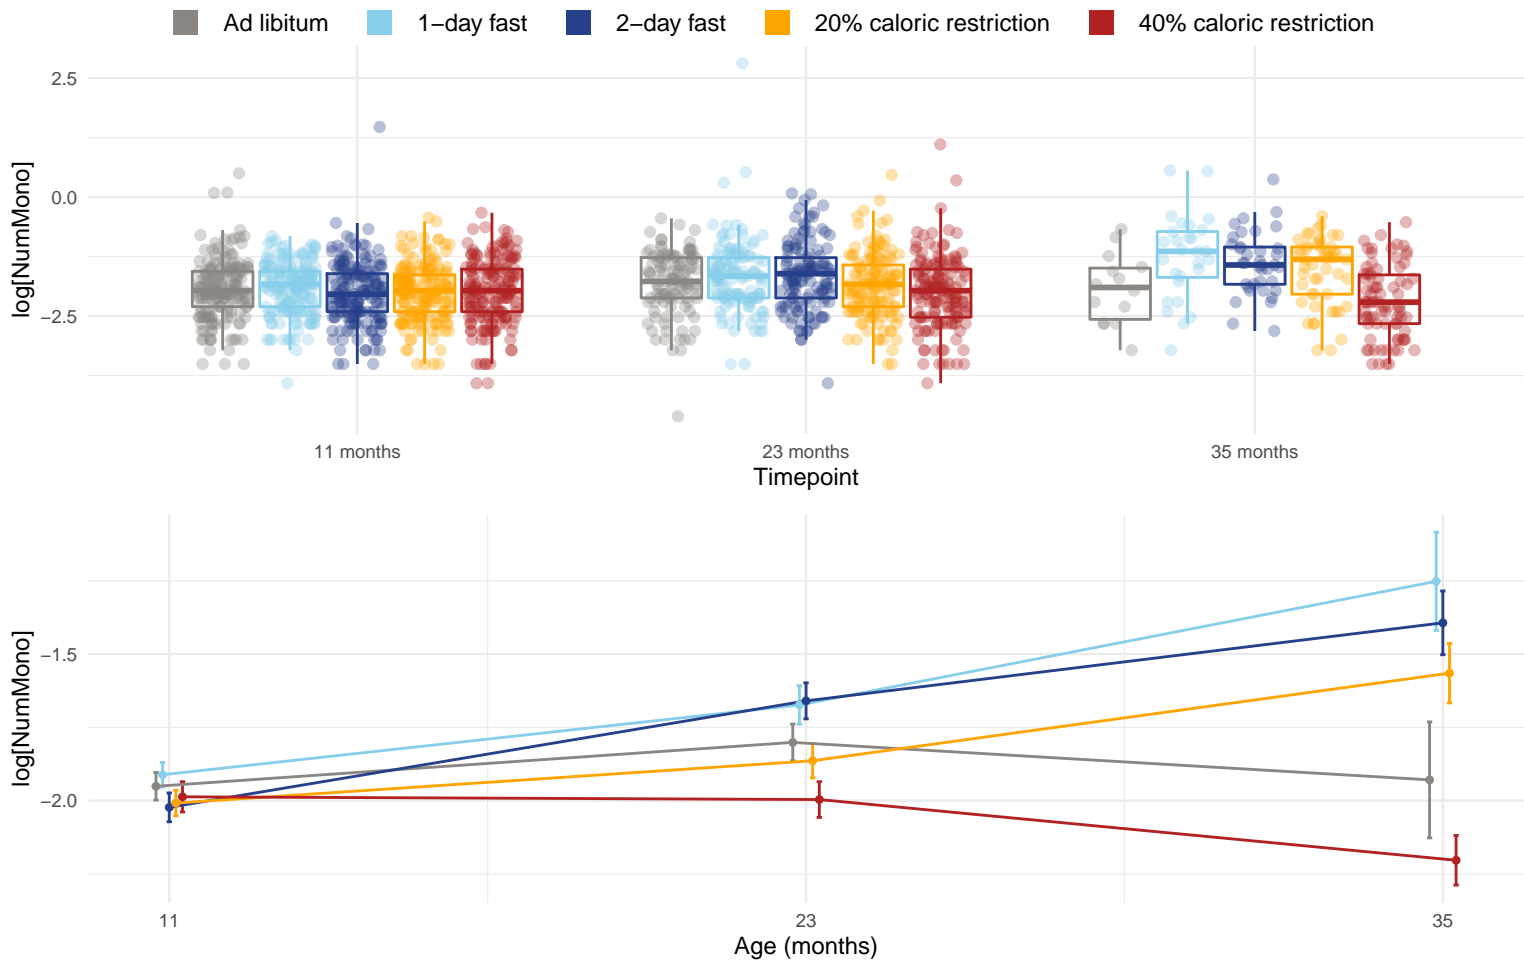 Ad libitum 1−day fast 2−day fast 20% caloric restriction 40% caloric restriction
log[NumMono]
2.5
0.0
−2.5
11 months 23 months 35 months
Timepoint
log[NumMono]
−1.5
−2.0
11 23 35
Age (months)